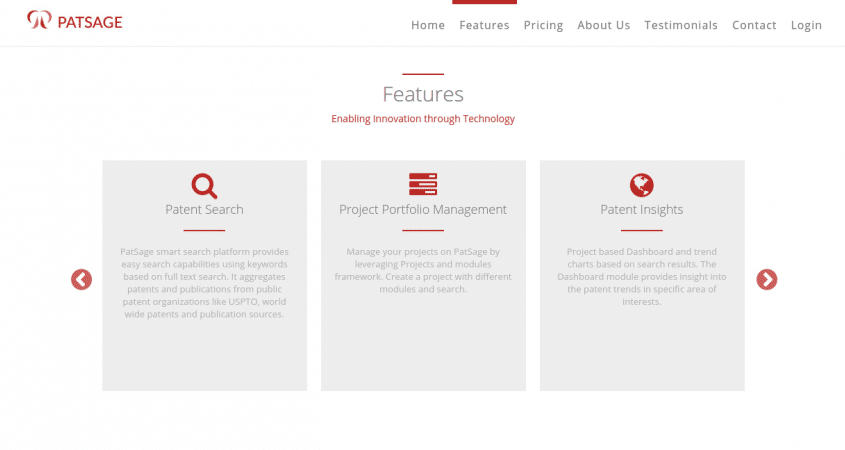 PATSAGE
Home Features Pricing About Us Testimonials Contact Login
Features
Enabling Innovation through Technology
Patent Search
PatSage smart search platform provides
easy search capabilities using keywords
based on full text search. It aggregates
patents and publications from public
patent organizations like USPTO, world
wide patents and publication sources.
Project Portfolio Management
Manage your projects on PatSage by
leveraging Projects and modules
framework. Create a project with different
modules and search.
Patent Insights
Project based Dashboard and trend
charts based on search results. The
Dashboard module provides insight into
the patent trends in specific area of
interests.